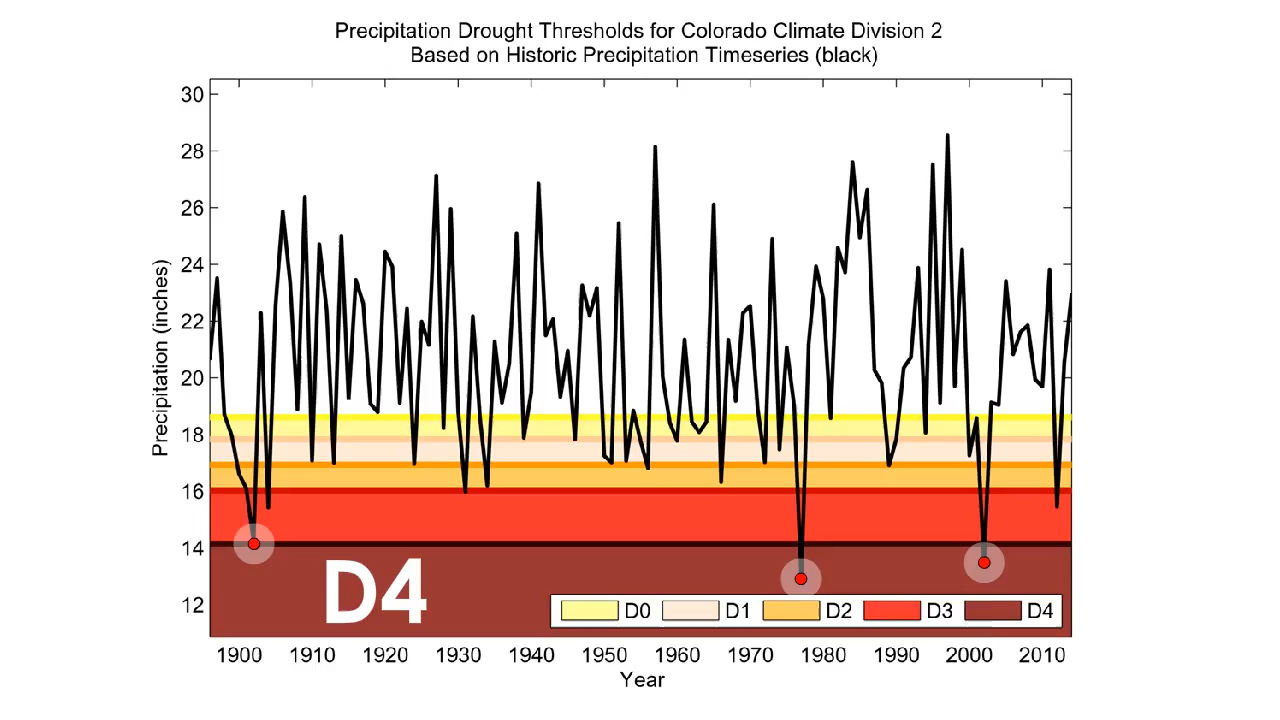 Precipitation Drought Thresholds for Colorado Climate Division 2
Based on Historic Precipitation Timeseries (black)
30
28
26
24
22
20
18
16
14
12
Precipitation (inches)
D4
D0 D1 D2 D3 D4
1900 1910 1920 1930 1940 1950 1960 1970 1980 1990 2000 2010
Year